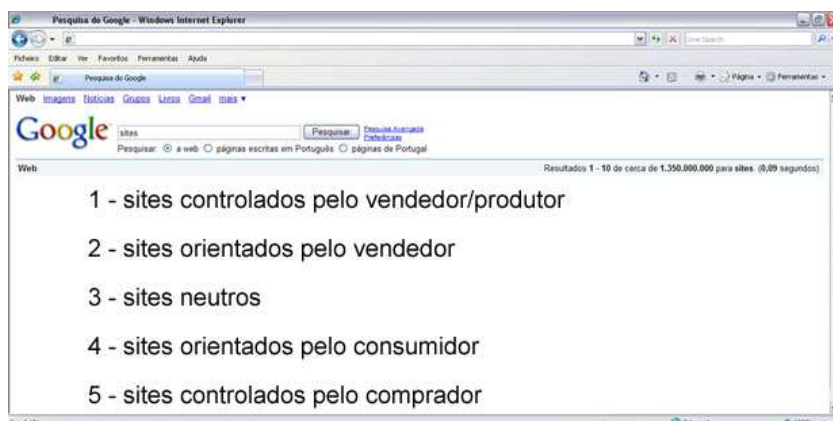 Pesquisa do Google - Windows Internet Explorer
Live Search
Ficheiro Editar Ver Favoritos Ferramentas Ajuda
Pesquisa do Google Página Ferramentas
Web Imagens Notícias Grupos Livros Gmail mais ▼
Google sites Pesquisar Pesquisa Avançada
Preferências
Pesquisar: a web páginas escritas em Português páginas de Portugal
Web Resultados 1 - 10 de cerca de 1.350.000.000 para sites. (0,09 segundos)
1 - sites controlados pelo vendedor/produtor
2 - sites orientados pelo vendedor
3 - sites neutros
4 - sites orientados pelo consumidor
5 - sites controlados pelo comprador